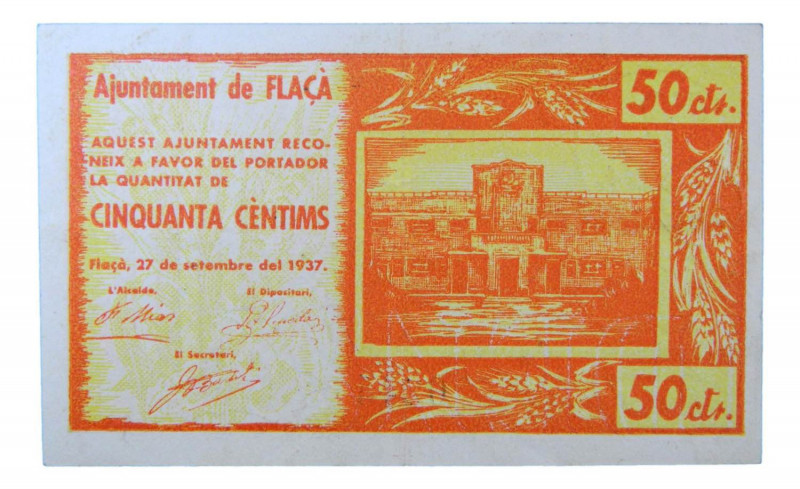 Ajuntament de FLAÇÀ
AQUEST AJUNTAMENT RECO-
NEIX A FAVOR DEL PORTADOR
LA QUANTITAT DE
CINQUANTA CÈNTIMS
Flaçà, 27 de setembre del 1937.
L'Alcalde,
El Dipositari,
El Secretari,
50 cts.
50 cts.